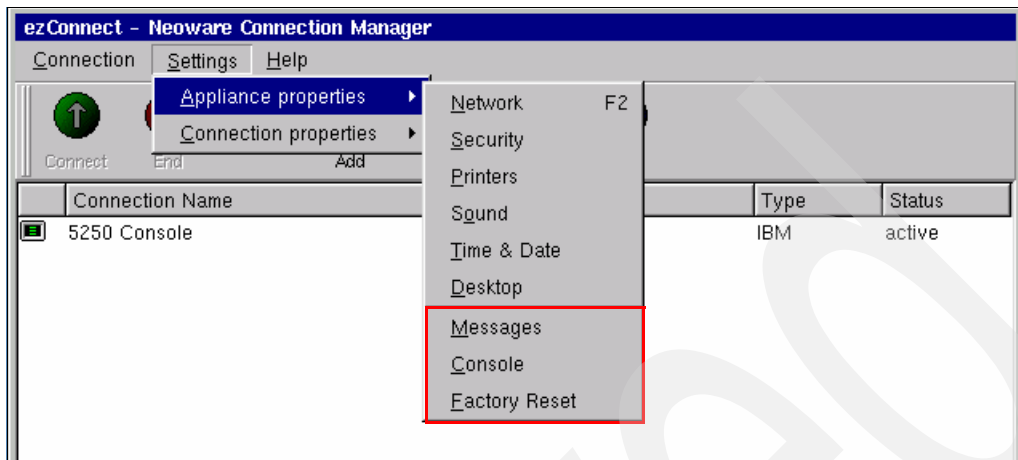 ezConnect – Neoware Connection Manager
Connection Settings Help
Appliance properties
Connection properties
Connect End Add
Network F2
Security
Printers
Sound
Time & Date
Desktop
Messages
Console
Factory Reset
Connection Name Type Status
5250 Console IBM active